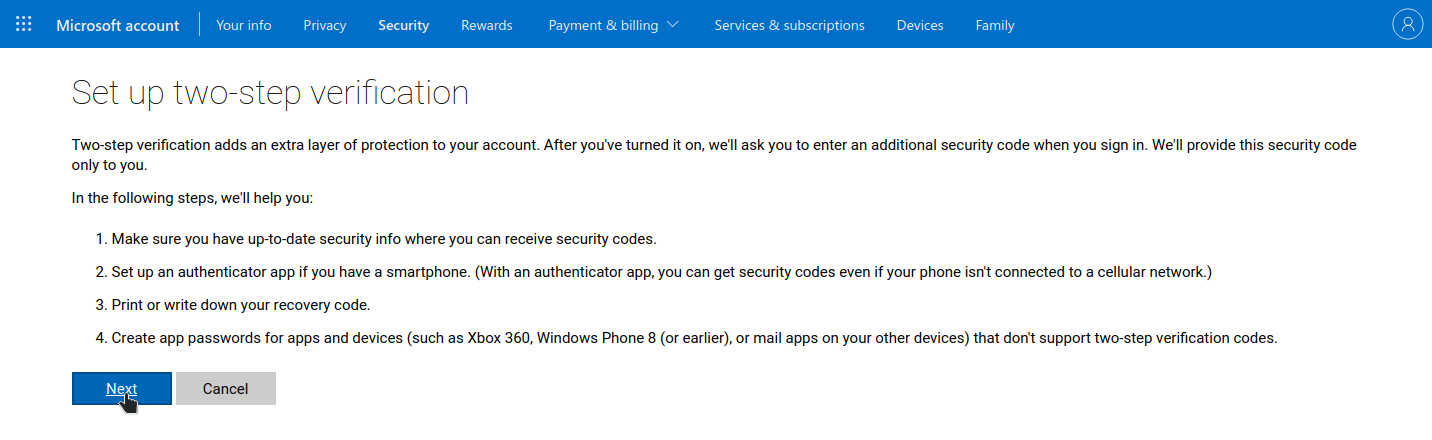 Microsoft account Your info Privacy Security Rewards Payment & billing Services & subscriptions Devices Family
Set up two-step verification
Two-step verification adds an extra layer of protection to your account. After you've turned it on, we'll ask you to enter an additional security code when you sign in. We'll provide this security code
only to you.
In the following steps, we'll help you:
1. Make sure you have up-to-date security info where you can receive security codes.
2. Set up an authenticator app if you have a smartphone. (With an authenticator app, you can get security codes even if your phone isn't connected to a cellular network.)
3. Print or write down your recovery code.
4. Create app passwords for apps and devices (such as Xbox 360, Windows Phone 8 (or earlier), or mail apps on your other devices) that don't support two-step verification codes.
Next Cancel